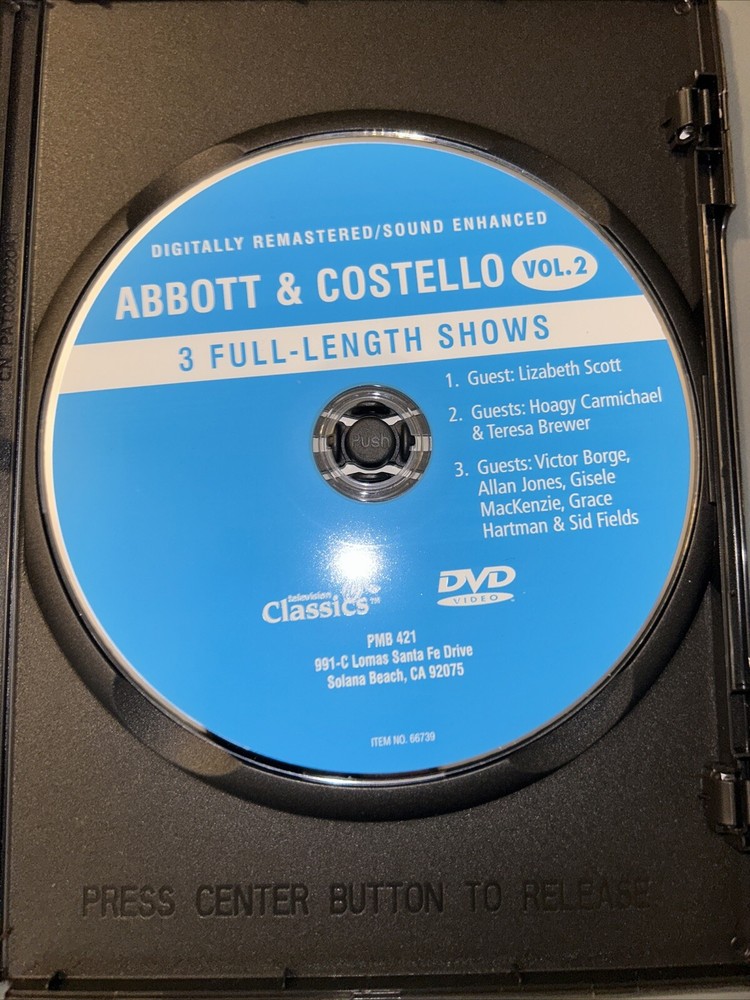 DIGITALLY REMASTERED/SOUND ENHANCED
ABBOTT & COSTELLO VOL.2
3 FULL-LENGTH SHOWS
1. Guest: Lizabeth Scott
2. Guests: Hoagy Carmichael
& Teresa Brewer
3. Guests: Victor Borge,
Allan Jones, Gisele
MacKenzie, Grace
Hartman & Sid Fields
Push
television
Classics™
DVD
VIDEO
PMB 421
991-C Lomas Santa Fe Drive
Solana Beach, CA 92075
ITEM NO. 66739
PRESS CENTER BUTTON TO RELEASE